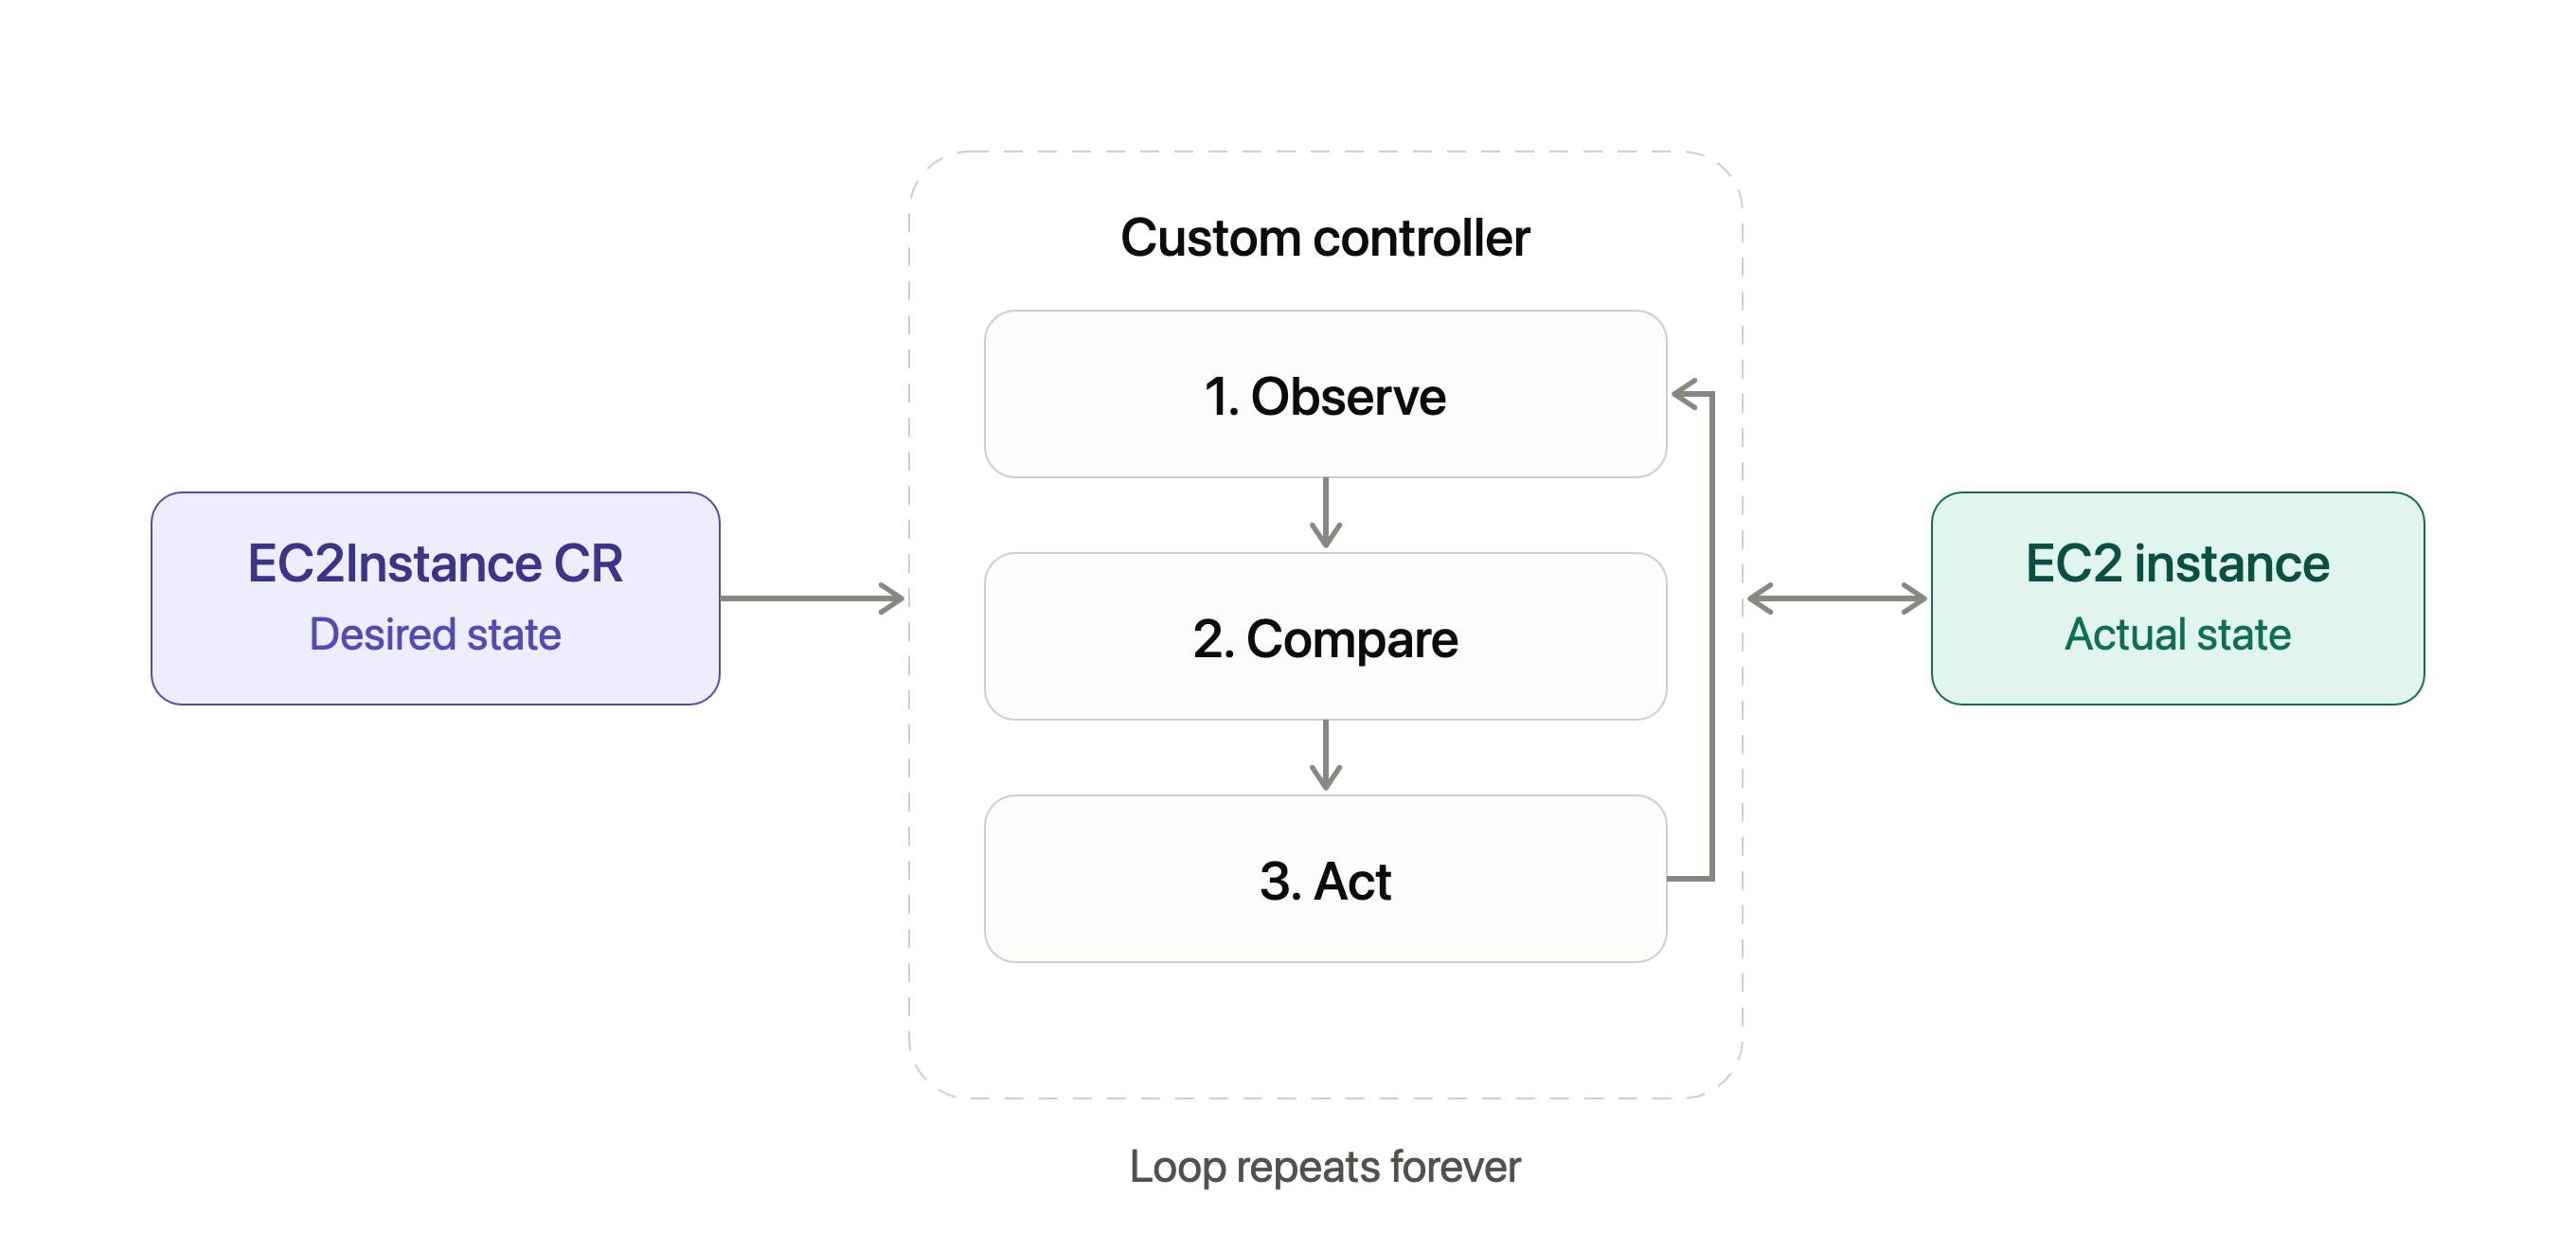 Custom controller
1. Observe
EC2Instance CR
Desired state
2. Compare
EC2 instance
Actual state
3. Act
Loop repeats forever